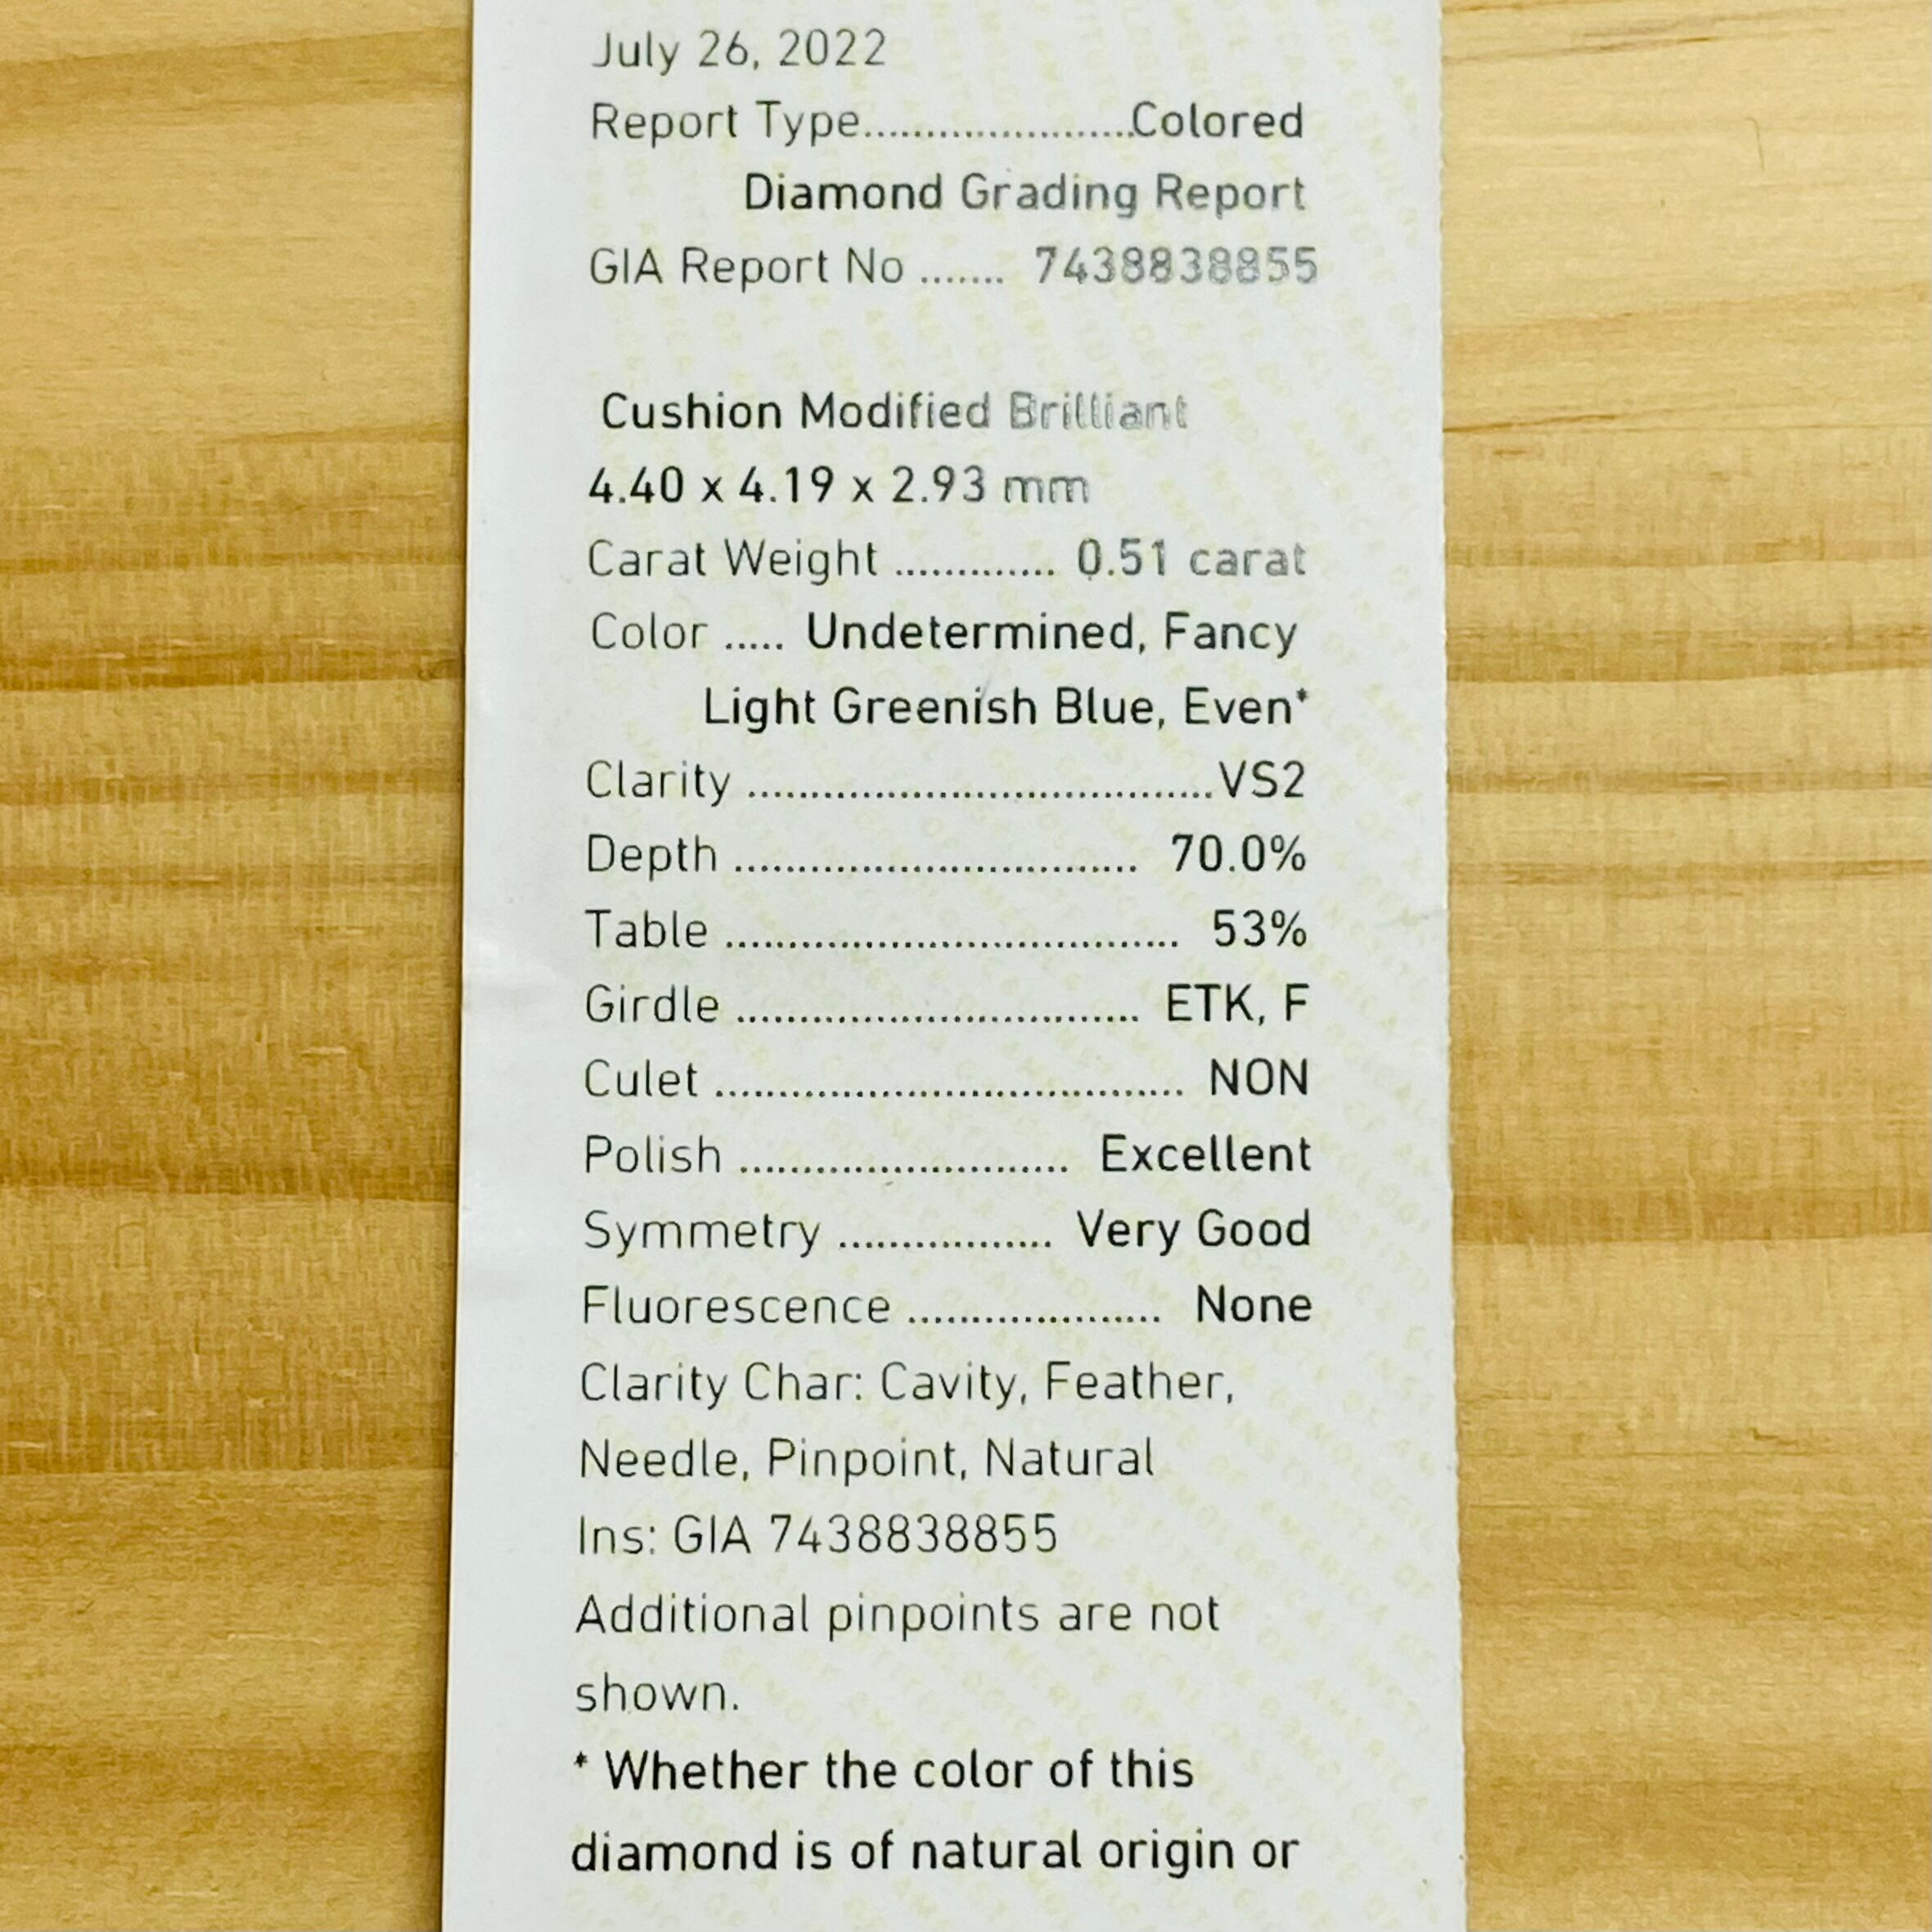 July 26, 2022
Report Type......................Colored
Diamond Grading Report
GIA Report No ....... 7438838855
Cushion Modified Brilliant
4.40 x 4.19 x 2.93 mm
Carat Weight ............. 0.51 carat
Color ..... Undetermined, Fancy
Light Greenish Blue, Even*
Clarity .....................................VS2
Depth ................................ 70.0%
Table .................................... 53%
Girdle ................................ ETK, F
Culet ..................................... NON
Polish .......................... Excellent
Symmetry ................. Very Good
Fluorescence .................... None
Clarity Char: Cavity, Feather,
Needle, Pinpoint, Natural
Ins: GIA 7438838855
Additional pinpoints are not
shown.
* Whether the color of this
diamond is of natural origin or